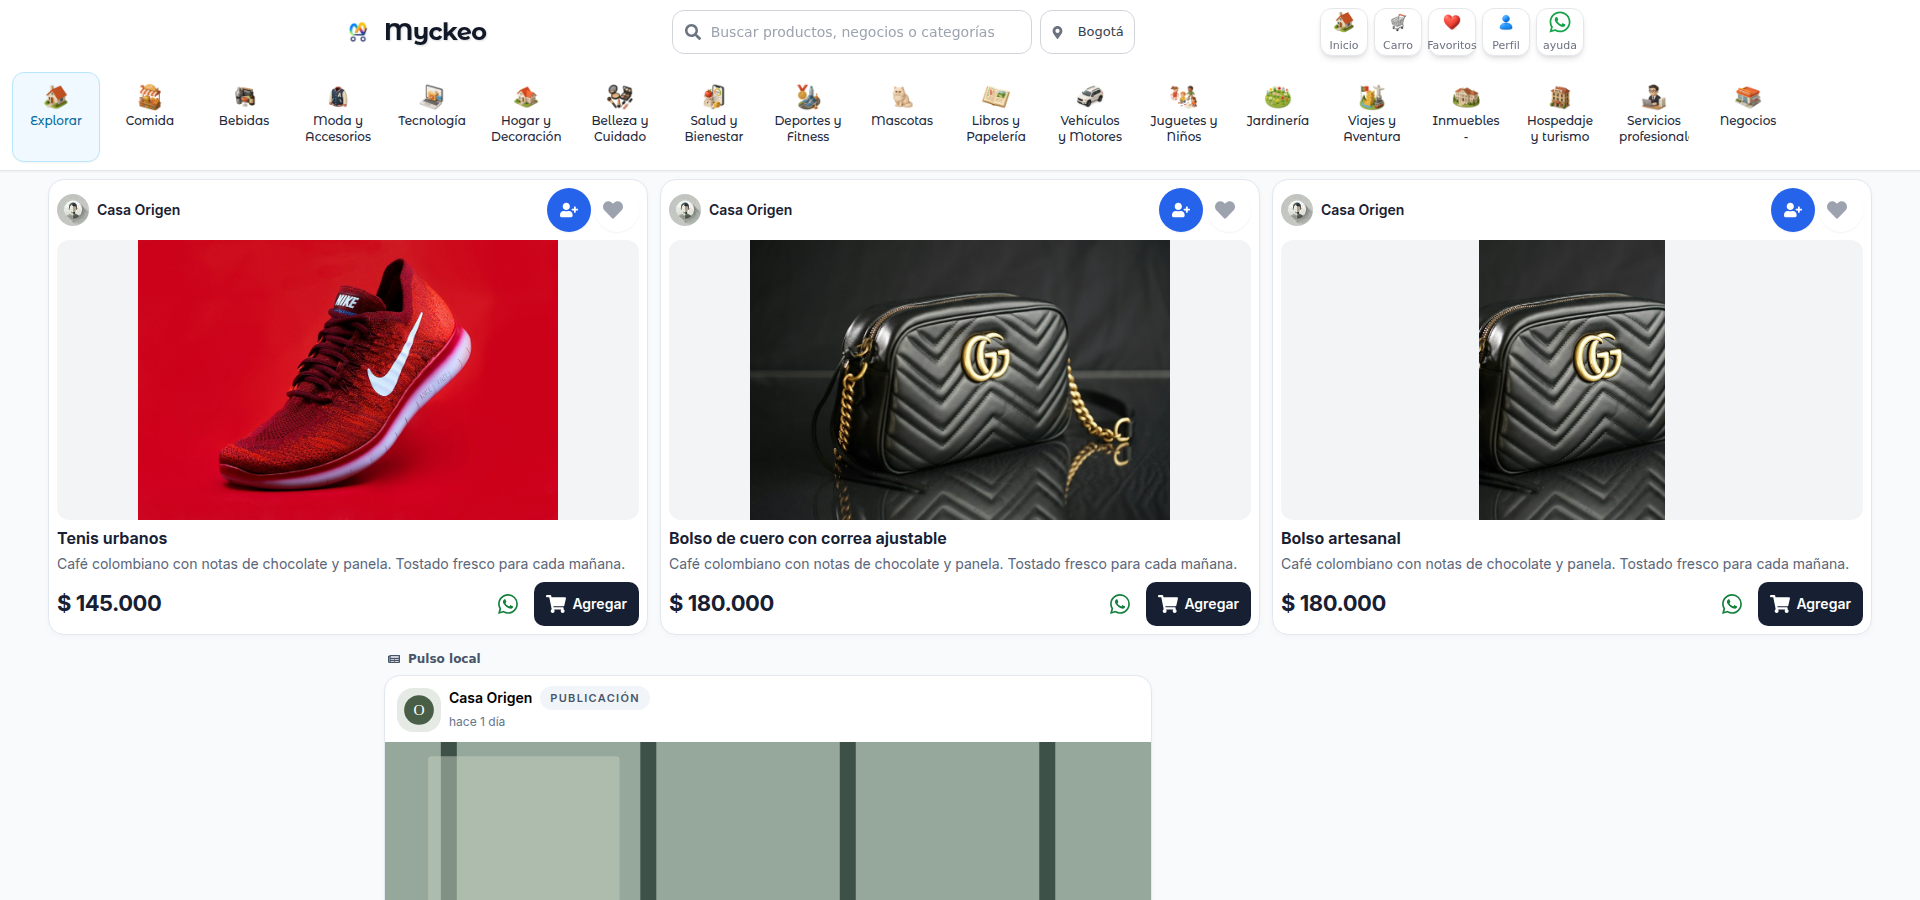 Myckeo
Buscar productos, negocios o categorías
Bogotá
Inicio
Carro
Favoritos
Perfil
ayuda
Explorar
Comida
Bebidas
Moda y
Accesorios
Tecnología
Hogar y
Decoración
Belleza y
Cuidado
Salud y
Bienestar
Deportes y
Fitness
Mascotas
Libros y
Papelería
Vehículos
y Motores
Juguetes y
Niños
Jardinería
Viajes y
Aventura
Inmuebles
-
Hospedaje
y turismo
Servicios
profesional
Negocios
Casa Origen
NIKE
Tenis urbanos
Café colombiano con notas de chocolate y panela. Tostado fresco para cada mañana.
$ 145.000
Agregar
Casa Origen
GG
Bolso de cuero con correa ajustable
Café colombiano con notas de chocolate y panela. Tostado fresco para cada mañana.
$ 180.000
Agregar
Casa Origen
GG
Bolso artesanal
Café colombiano con notas de chocolate y panela. Tostado fresco para cada mañana.
$ 180.000
Agregar
Pulso local
O
Casa Origen PUBLICACIÓN
hace 1 día